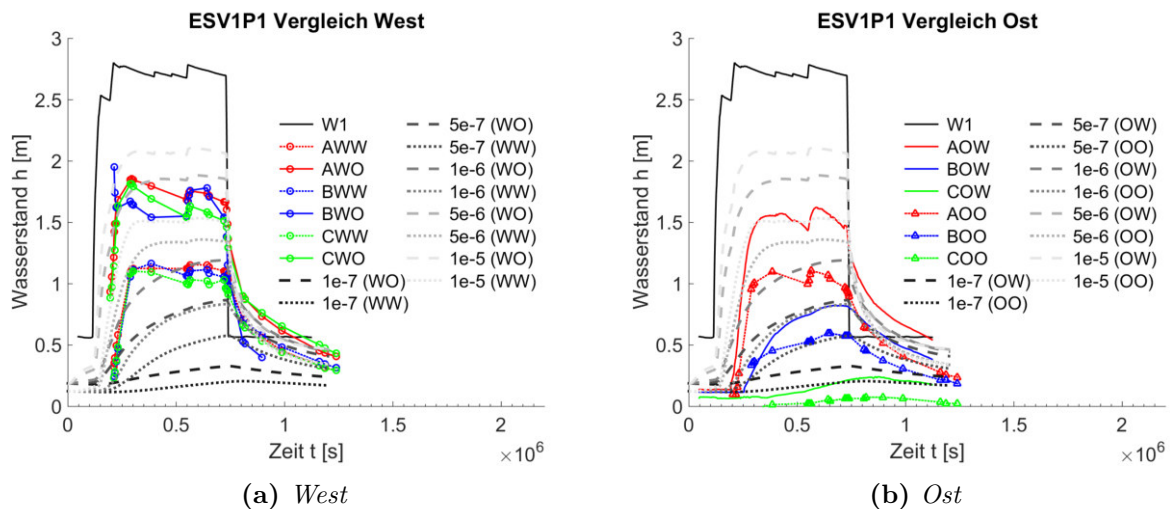 ESV1P1 Vergleich West
3
2.5
2
1.5
1
0.5
0
Wasserstand h [m]
W1
AWW
AWO
BWW
BWO
CWW
CWO
1e-7 (WO)
1e-7 (WW)
5e-7 (WO)
5e-7 (WW)
1e-6 (WO)
1e-6 (WW)
5e-6 (WO)
5e-6 (WW)
1e-5 (WO)
1e-5 (WW)
0 0.5 1 1.5 2
Zeit t [s]
×10⁶
(a) West
ESV1P1 Vergleich Ost
3
2.5
2
1.5
1
0.5
0
Wasserstand h [m]
W1
AOW
BOW
COW
AOO
BOO
COO
1e-7 (OW)
1e-7 (OO)
5e-7 (OW)
5e-7 (OO)
1e-6 (OW)
1e-6 (OO)
5e-6 (OW)
5e-6 (OO)
1e-5 (OW)
1e-5 (OO)
0 0.5 1 1.5 2
Zeit t [s]
×10⁶
(b) Ost